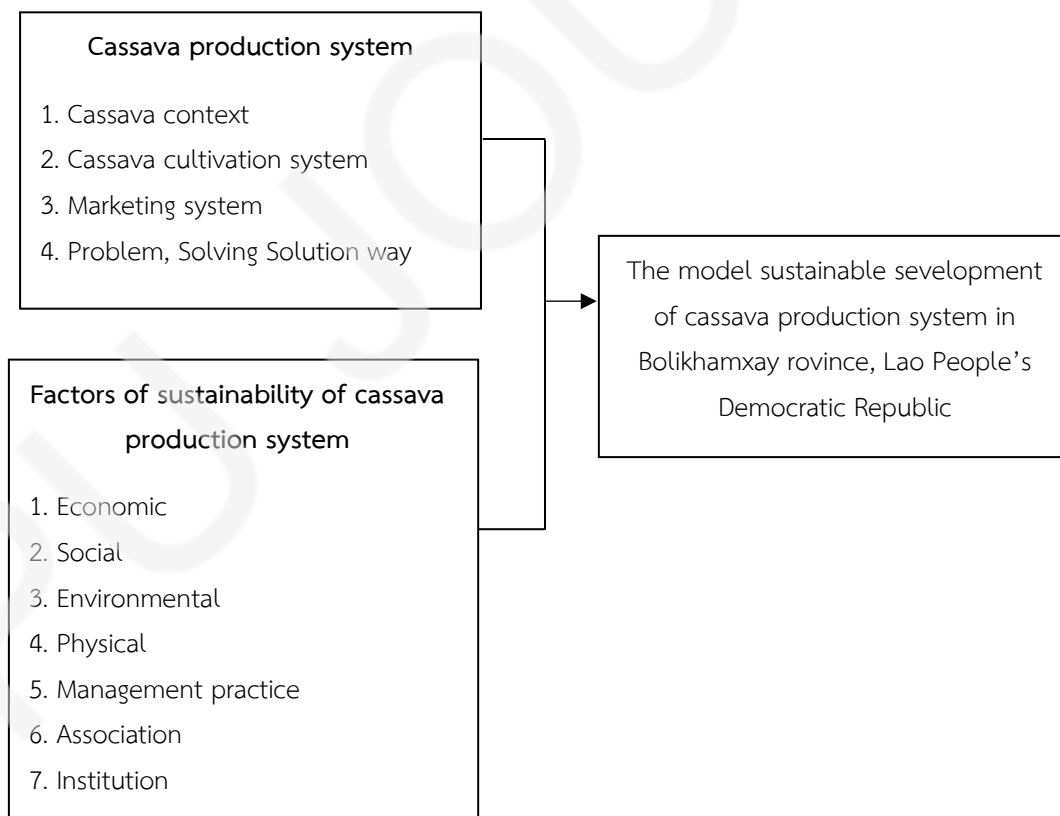 Cassava production system
1. Cassava context
2. Cassava cultivation system
3. Marketing system
4. Problem, Solving Solution way
Factors of sustainability of cassava
production system
1. Economic
2. Social
3. Environmental
4. Physical
5. Management practice
6. Association
7. Institution
The model sustainable sevelopment
of cassava production system in
Bolikhamxay rovince, Lao People's
Democratic Republic
PU JOU